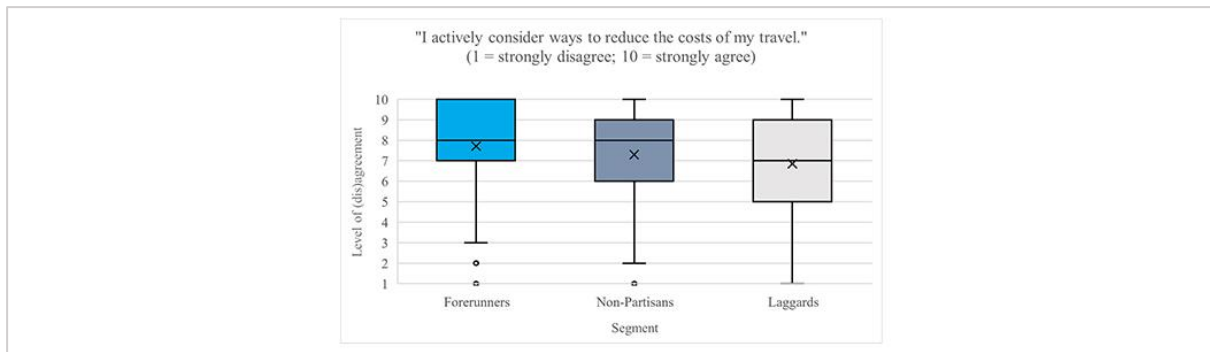 "I actively consider ways to reduce the costs of my travel."
(1 = strongly disagree; 10 = strongly agree)
Level of (dis)agreement
10
9
8
7
6
5
4
3
2
1
Forerunners
Non-Partisans
Laggards
Segment